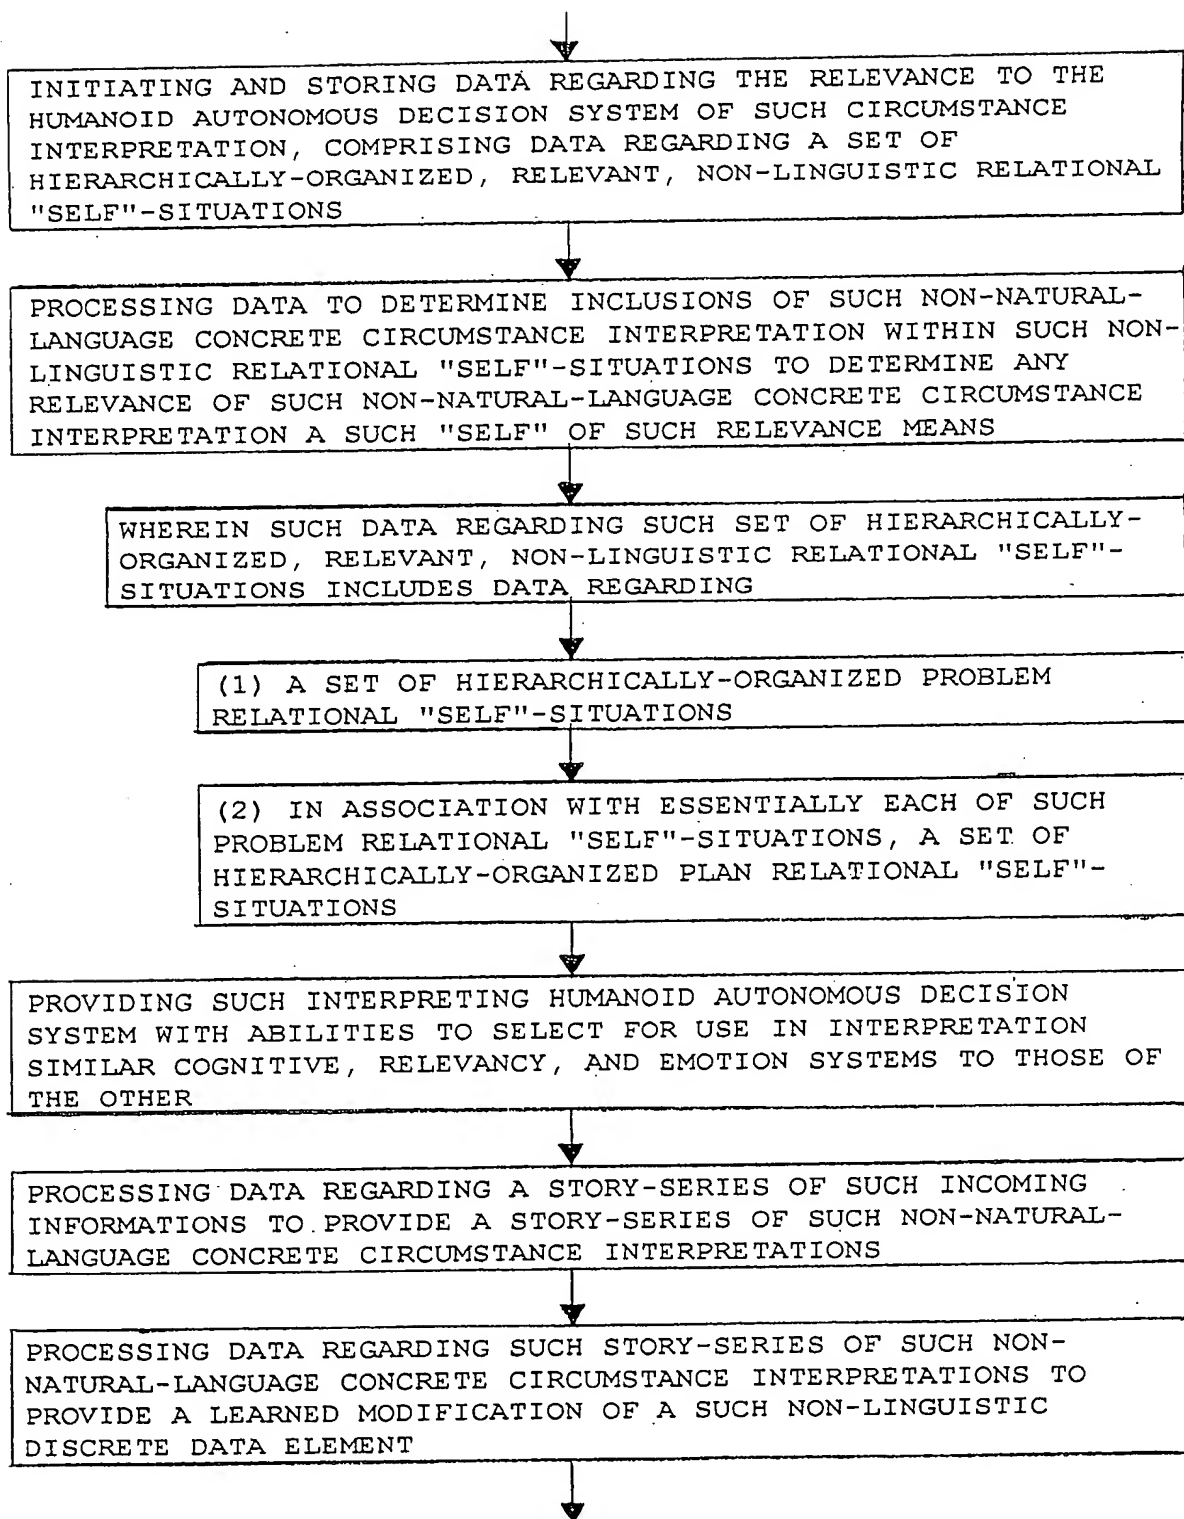 INITIATING AND STORING DATA REGARDING THE RELEVANCE TO THE
HUMANOID AUTONOMOUS DECISION SYSTEM OF SUCH CIRCUMSTANCE
INTERPRETATION, COMPRISING DATA REGARDING A SET OF
HIERARCHICALLY-ORGANIZED, RELEVANT, NON-LINGUISTIC RELATIONAL
"SELF"-SITUATIONS
PROCESSING DATA TO DETERMINE INCLUSIONS OF SUCH NON-NATURAL-
LANGUAGE CONCRETE CIRCUMSTANCE INTERPRETATION WITHIN SUCH NON-
LINGUISTIC RELATIONAL "SELF"-SITUATIONS TO DETERMINE ANY
RELEVANCE OF SUCH NON-NATURAL-LANGUAGE CONCRETE CIRCUMSTANCE
INTERPRETATION A SUCH "SELF" OF SUCH RELEVANCE MEANS
WHEREIN SUCH DATA REGARDING SUCH SET OF HIERARCHICALLY-
ORGANIZED, RELEVANT, NON-LINGUISTIC RELATIONAL "SELF"-
SITUATIONS INCLUDES DATA REGARDING
(1) A SET OF HIERARCHICALLY-ORGANIZED PROBLEM
RELATIONAL "SELF"-SITUATIONS
(2) IN ASSOCIATION WITH ESSENTIALLY EACH OF SUCH
PROBLEM RELATIONAL "SELF"-SITUATIONS, A SET OF
HIERARCHICALLY-ORGANIZED PLAN RELATIONAL "SELF"-
SITUATIONS
PROVIDING SUCH INTERPRETING HUMANOID AUTONOMOUS DECISION
SYSTEM WITH ABILITIES TO SELECT FOR USE IN INTERPRETATION
SIMILAR COGNITIVE, RELEVANCY, AND EMOTION SYSTEMS TO THOSE OF
THE OTHER
PROCESSING DATA REGARDING A STORY-SERIES OF SUCH INCOMING
INFORMATIONS TO PROVIDE A STORY-SERIES OF SUCH NON-NATURAL-
LANGUAGE CONCRETE CIRCUMSTANCE INTERPRETATIONS
PROCESSING DATA REGARDING SUCH STORY-SERIES OF SUCH NON-
NATURAL-LANGUAGE CONCRETE CIRCUMSTANCE INTERPRETATIONS TO
PROVIDE A LEARNED MODIFICATION OF A SUCH NON-LINGUISTIC
DISCRETE DATA ELEMENT